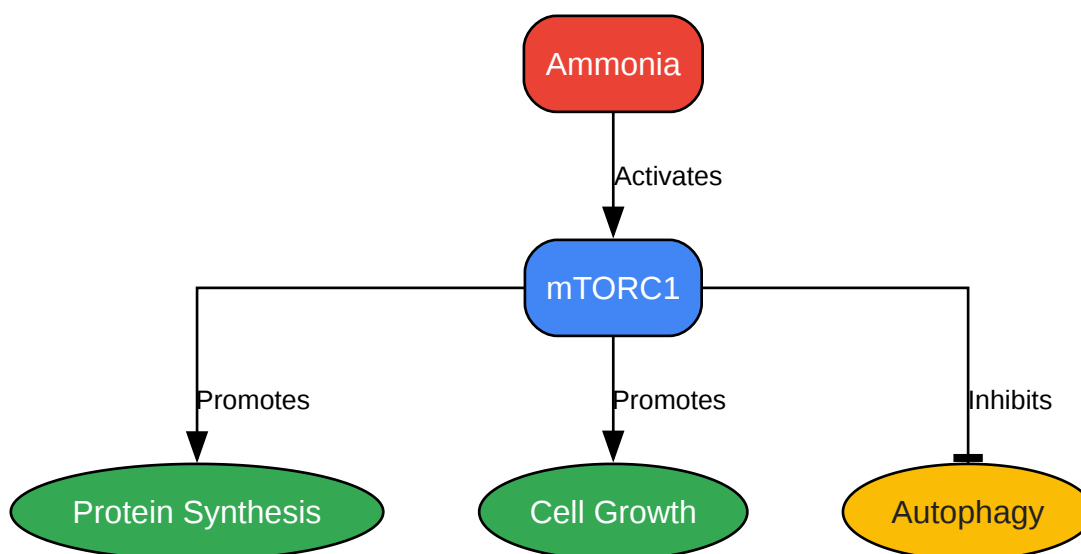 Ammonia
Activates
mTORC1
Promotes
Promotes
Inhibits
Protein Synthesis
Cell Growth
Autophagy